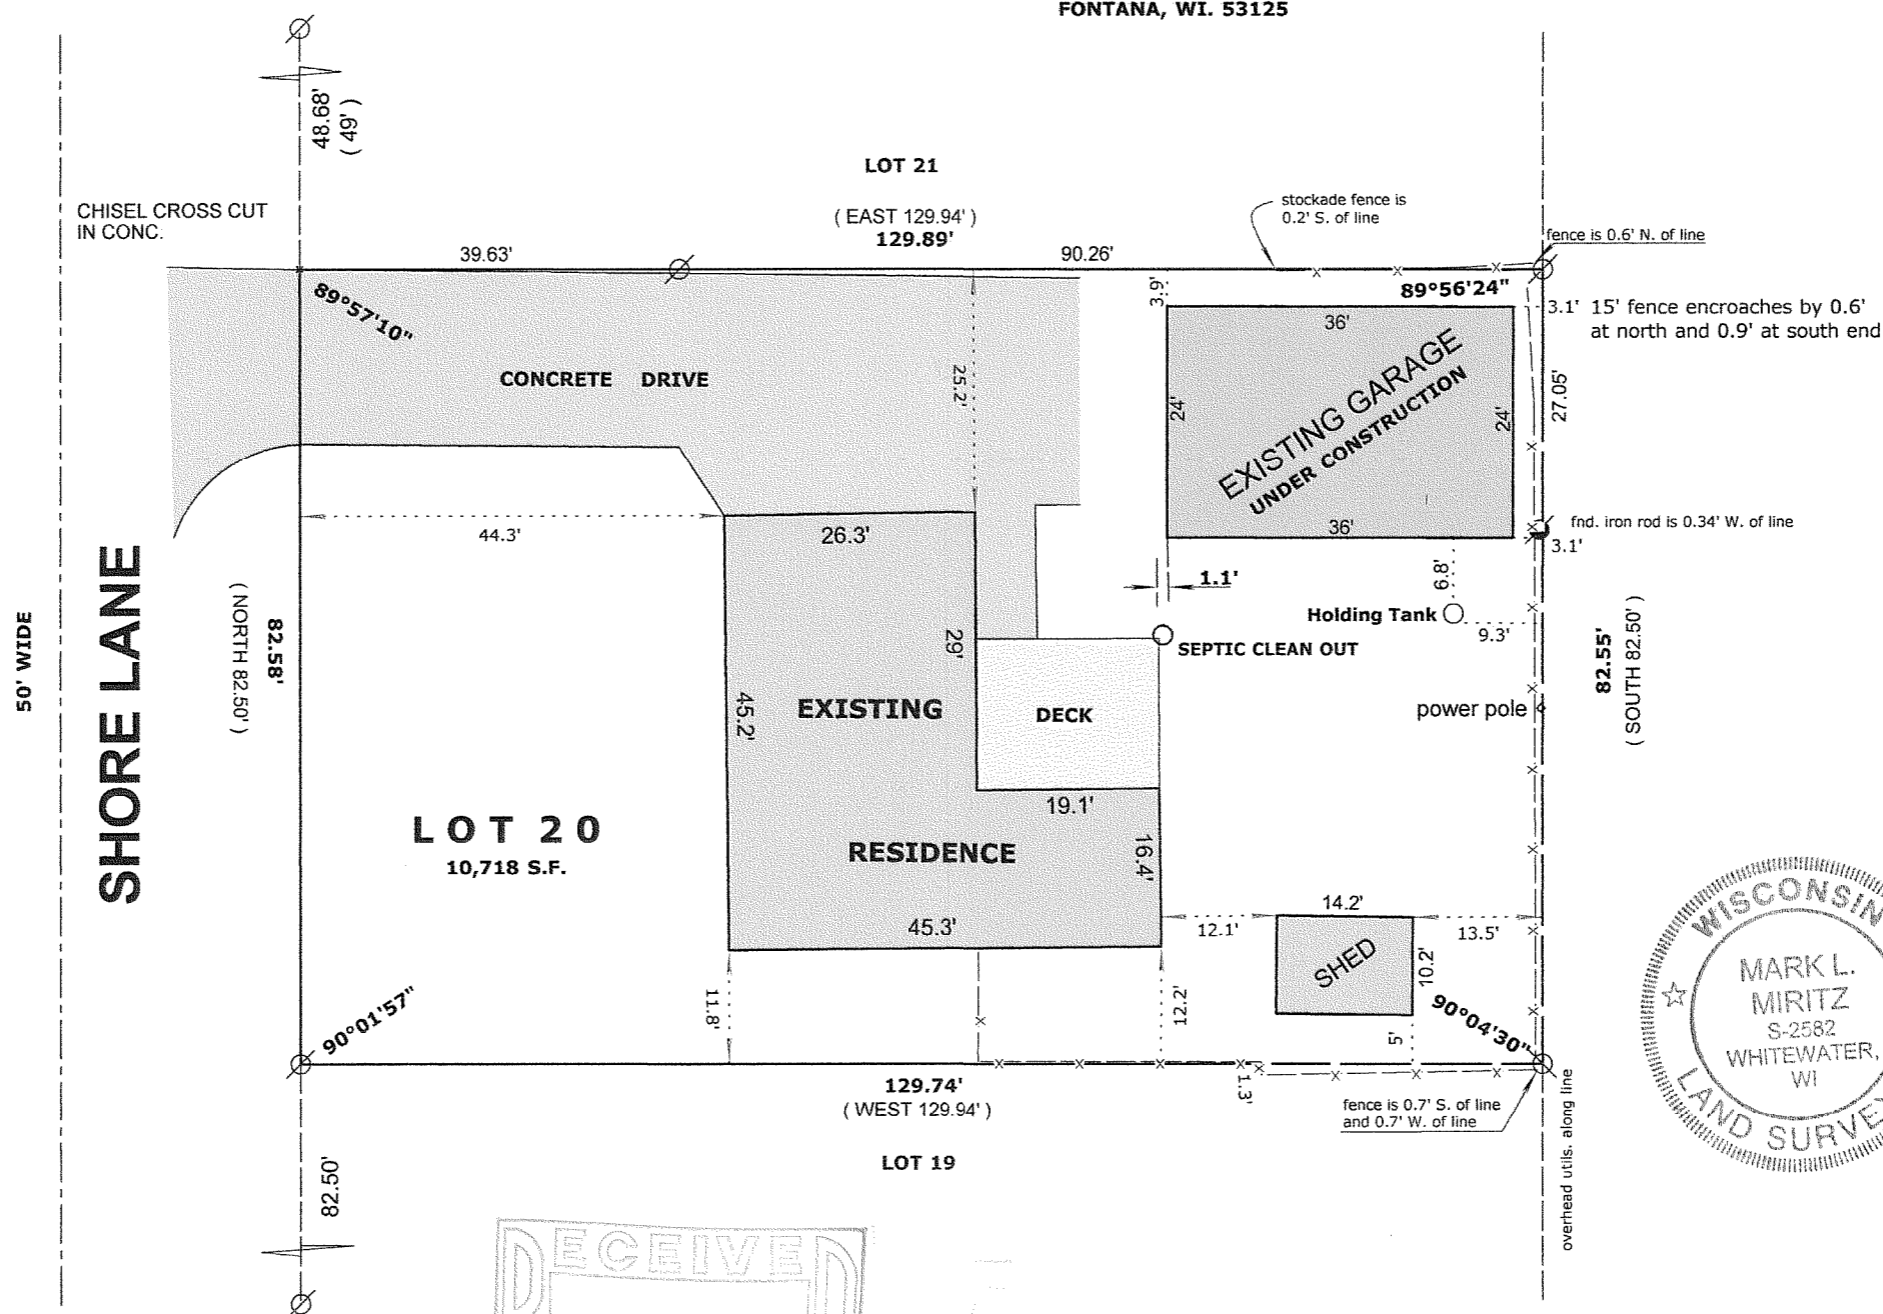 FONTANA, WI. 53125
48.68'
( 49' )
LOT 21
CHISEL CROSS CUT
IN CONC.
( EAST 129.94' )
129.89'
39.63'
90.26'
stockade fence is
0.2' S. of line
fence is 0.6' N. of line
89°57'10"
3.9'
89°56'24"
3.1'
15' fence encroaches by 0.6'
at north and 0.9' at south end
36'
CONCRETE DRIVE
25.2'
24'
EXISTING GARAGE
UNDER CONSTRUCTION
24'
27.05'
36'
fnd. iron rod is 0.34' W. of line
3.1'
44.3'
26.3'
1.1'
6.8'
Holding Tank
9.3'
SEPTIC CLEAN OUT
50' WIDE
SHORE LANE
( NORTH 82.50' )
82.58'
29'
45.2'
EXISTING
DECK
power pole
82.55'
( SOUTH 82.50' )
19.1'
LOT 20
10,718 S.F.
RESIDENCE
16.4'
45.3'
12.1'
14.2'
13.5'
SHED
10.2'
90°01'57"
11.8'
12.2'
5'
90°04'30"
129.74'
( WEST 129.94' )
1.3'
fence is 0.7' S. of line
and 0.7' W. of line
LOT 19
82.50'
overhead utils. along line
WISCONSIN
MARK L.
MIRITZ
S-2582
WHITEWATER,
WI
LAND SURVEY